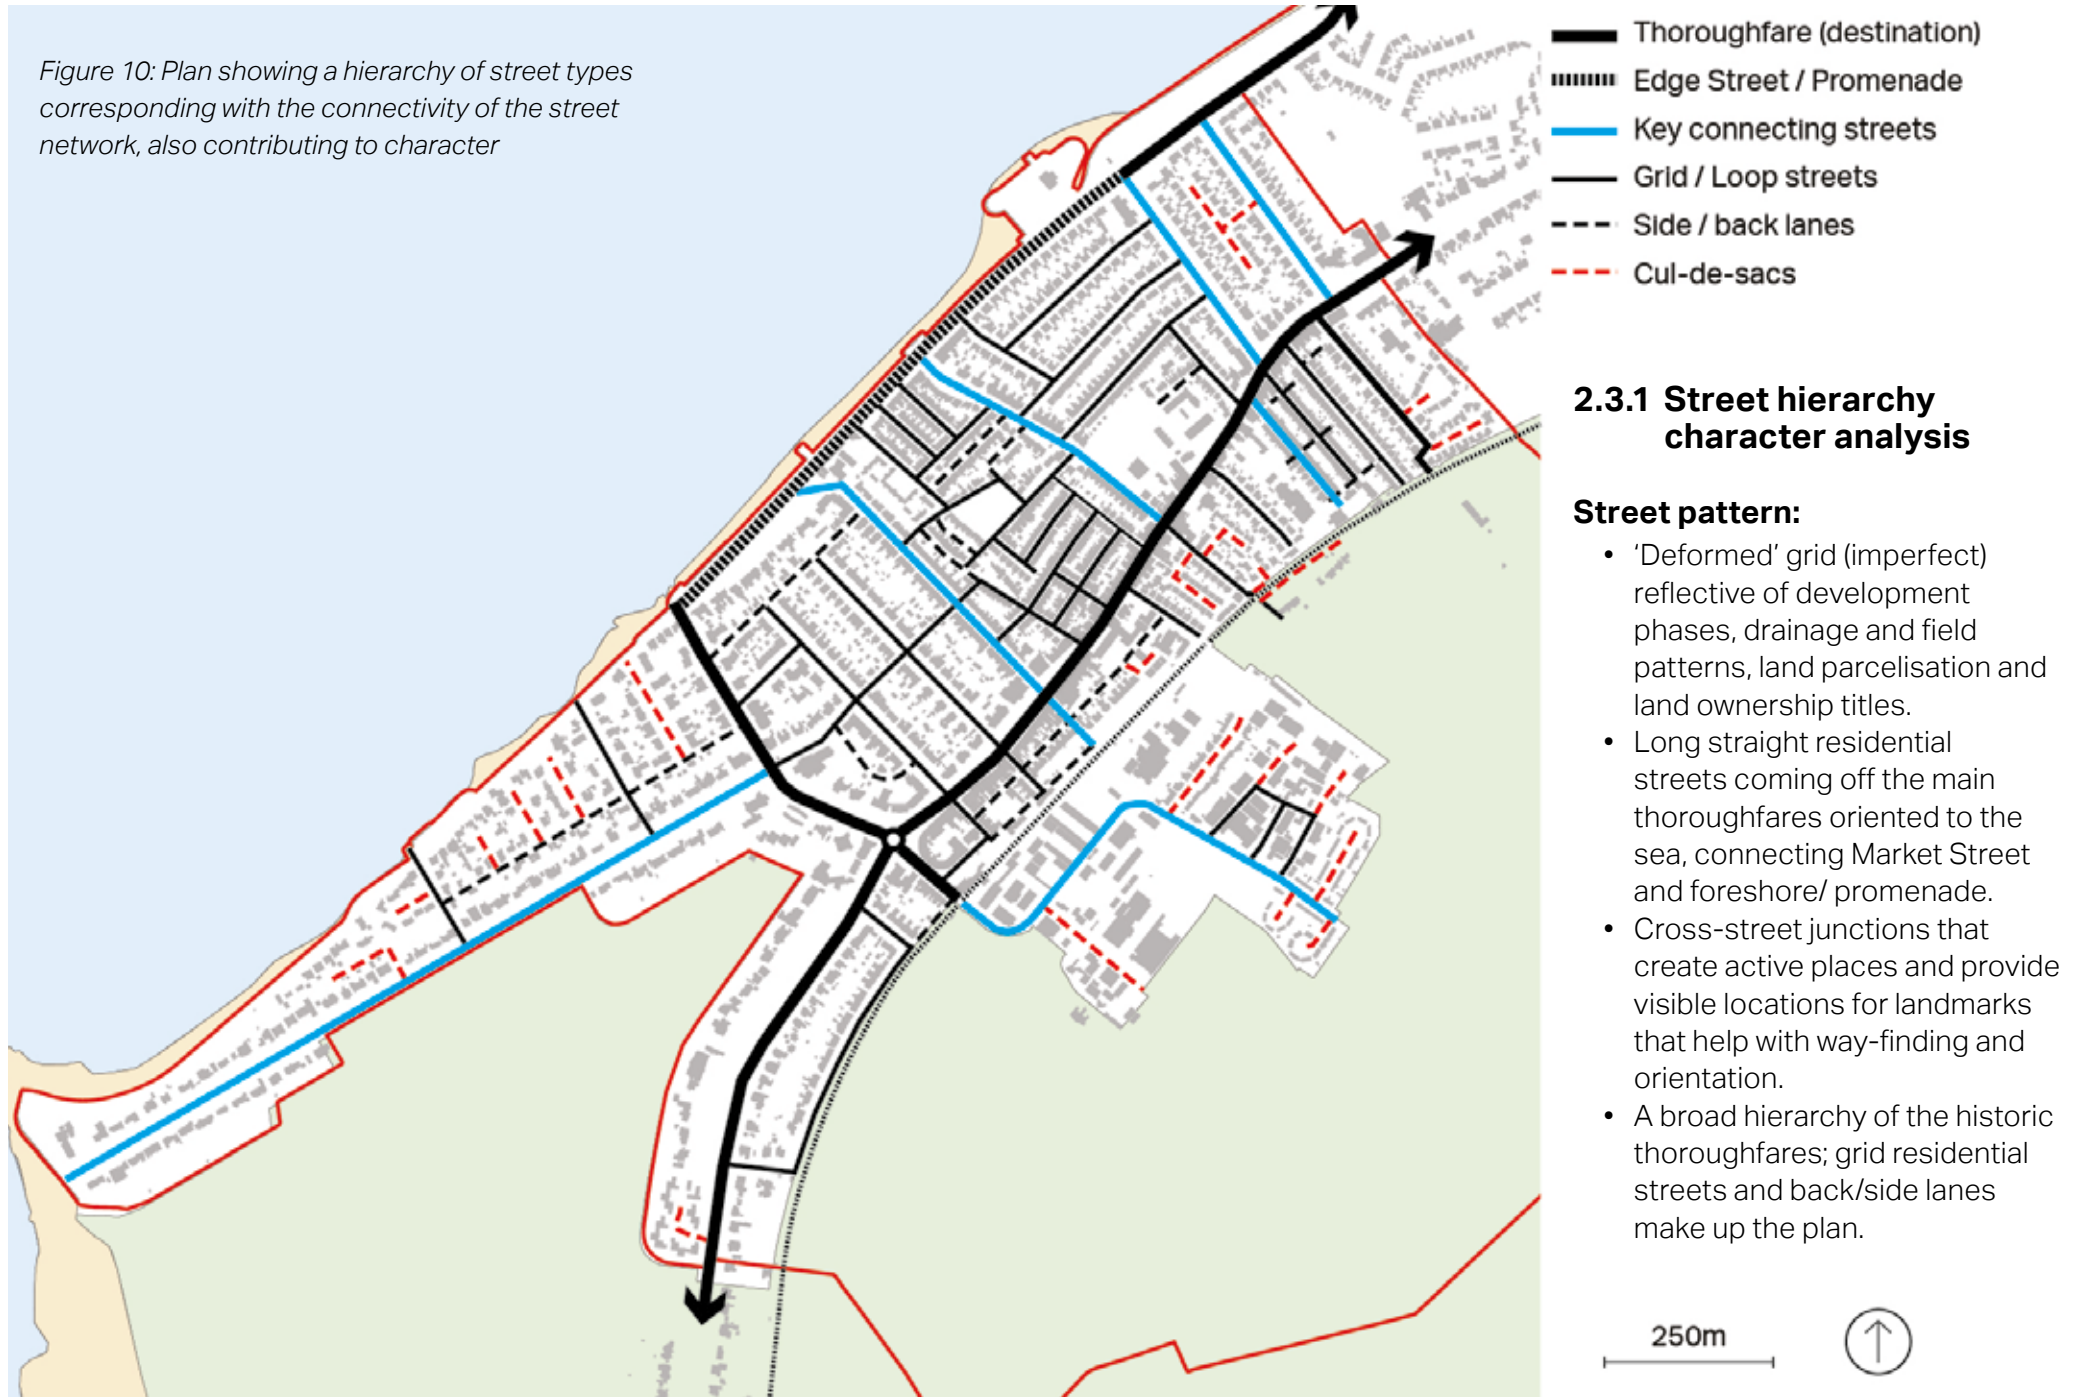 Figure 10: Plan showing a hierarchy of street types
corresponding with the connectivity of the street
network, also contributing to character
Thoroughfare (destination)
Edge Street / Promenade
Key connecting streets
Grid / Loop streets
Side / back lanes
Cul-de-sacs
2.3.1 Street hierarchy
character analysis
Street pattern:
• ‘Deformed’ grid (imperfect)
reflective of development
phases, drainage and field
patterns, land parcelisation and
land ownership titles.
• Long straight residential
streets coming off the main
thoroughfares oriented to the
sea, connecting Market Street
and foreshore/ promenade.
• Cross-street junctions that
create active places and provide
visible locations for landmarks
that help with way-finding and
orientation.
• A broad hierarchy of the historic
thoroughfares; grid residential
streets and back/side lanes
make up the plan.
250m